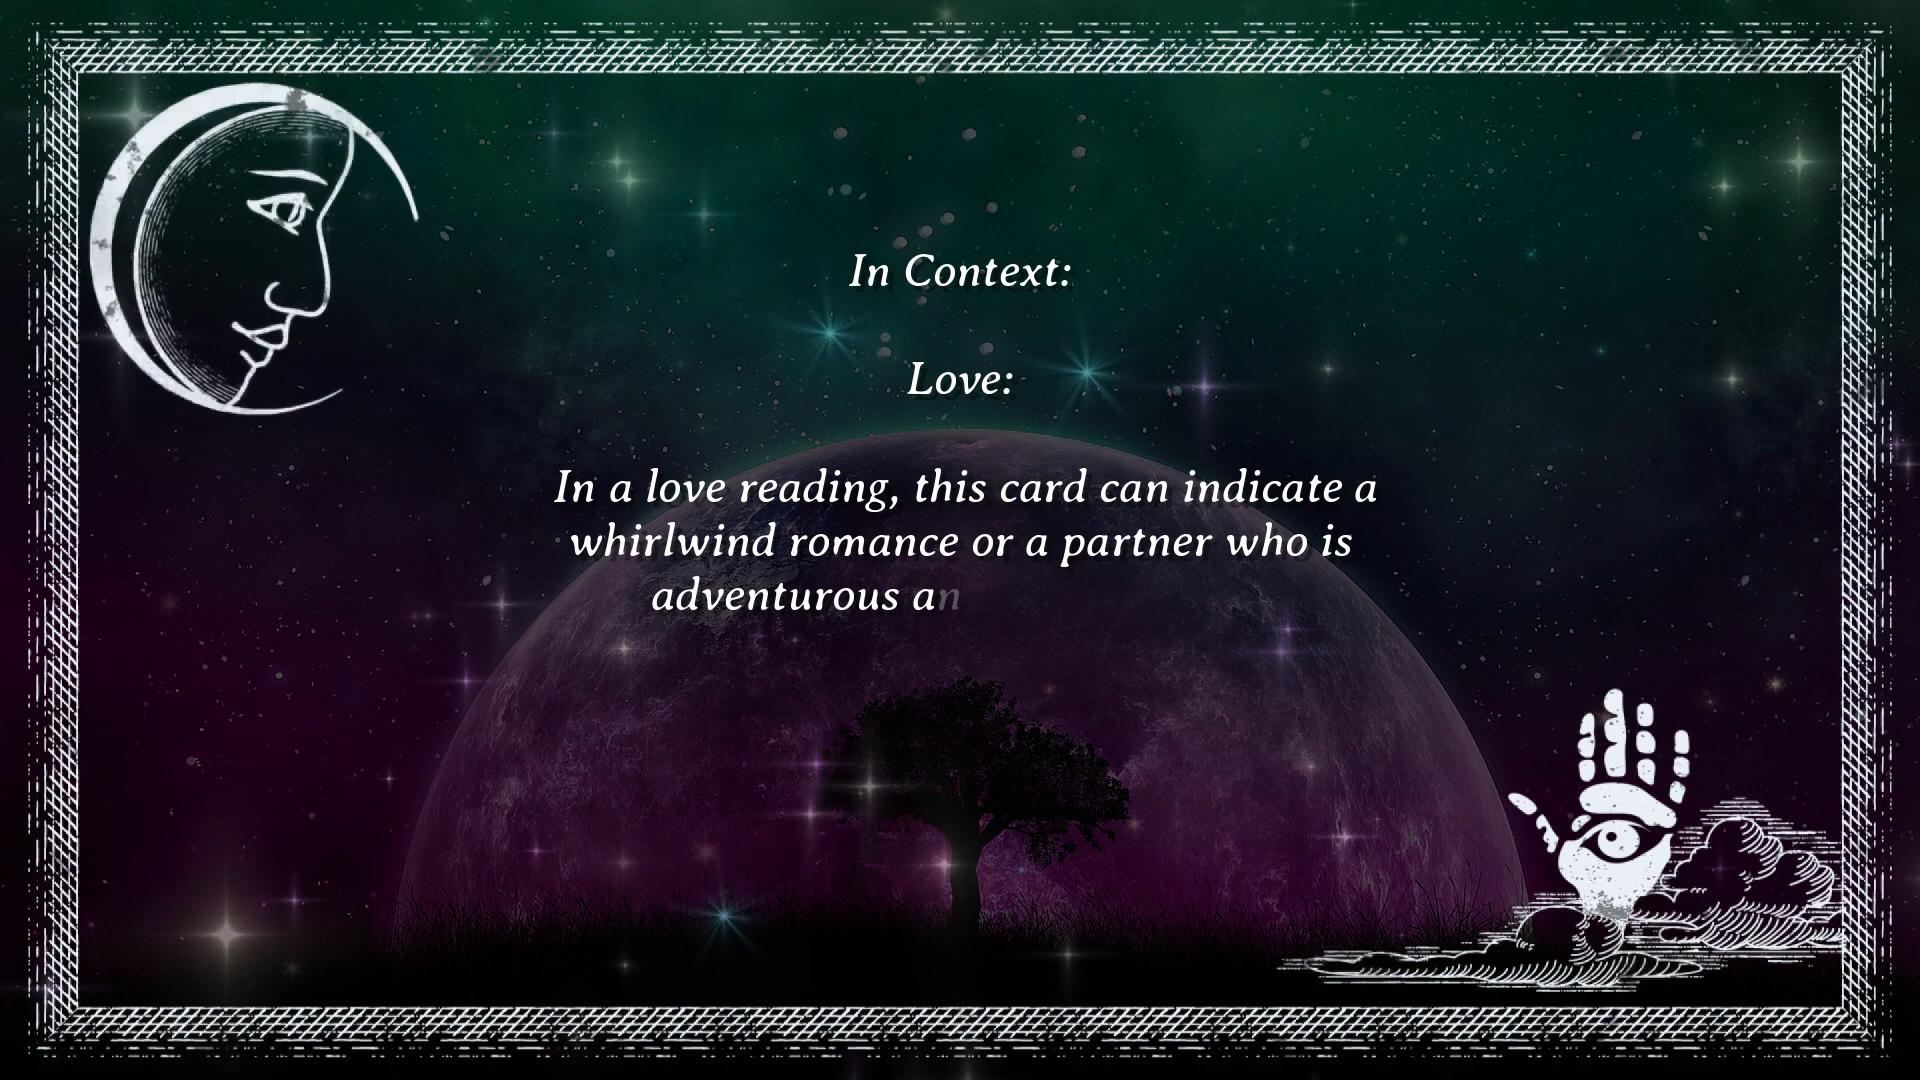 In Context:
Love:
In a love reading, this card can indicate a
whirlwind romance or a partner who is
adventurous an